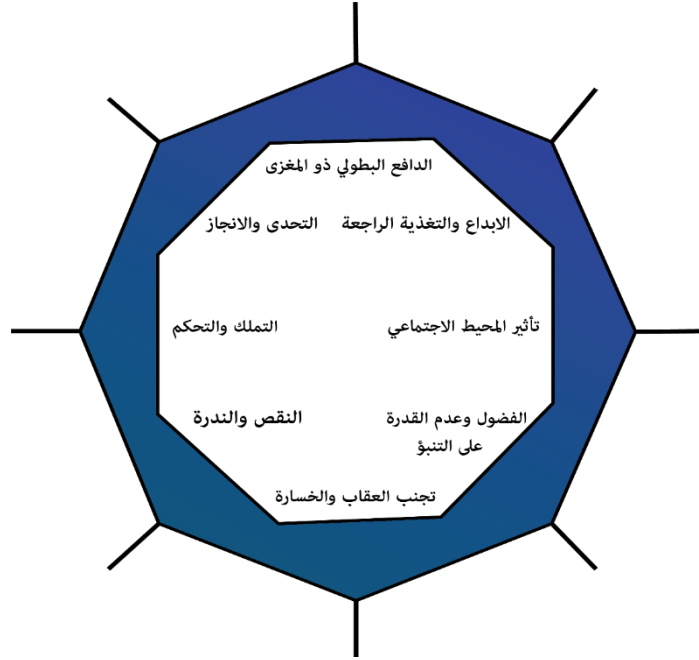 الدافع البطولي ذو المغزى
الابداع والتغذية الراجعة
التحدى والانجاز
تأثير المحيط الاجتماعي
التملك والتحكم
الفضول وعدم القدرة
على التنبؤ
النقص والندرة
تجنب العقاب والخسارة